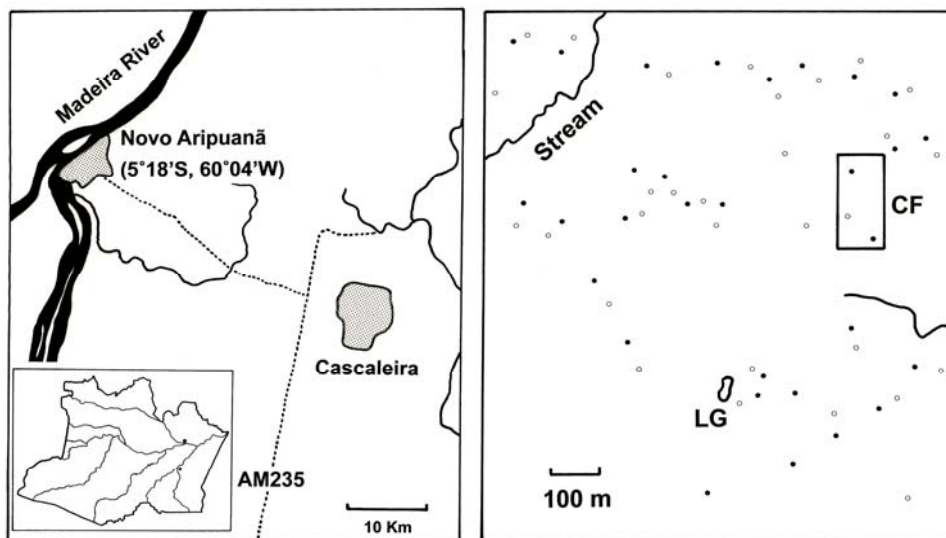 Madeira River
Novo Aripuanã
(5°18'S, 60°04'W)
Cascaleira
AM235
10 Km
Stream
CF
LG
100 m